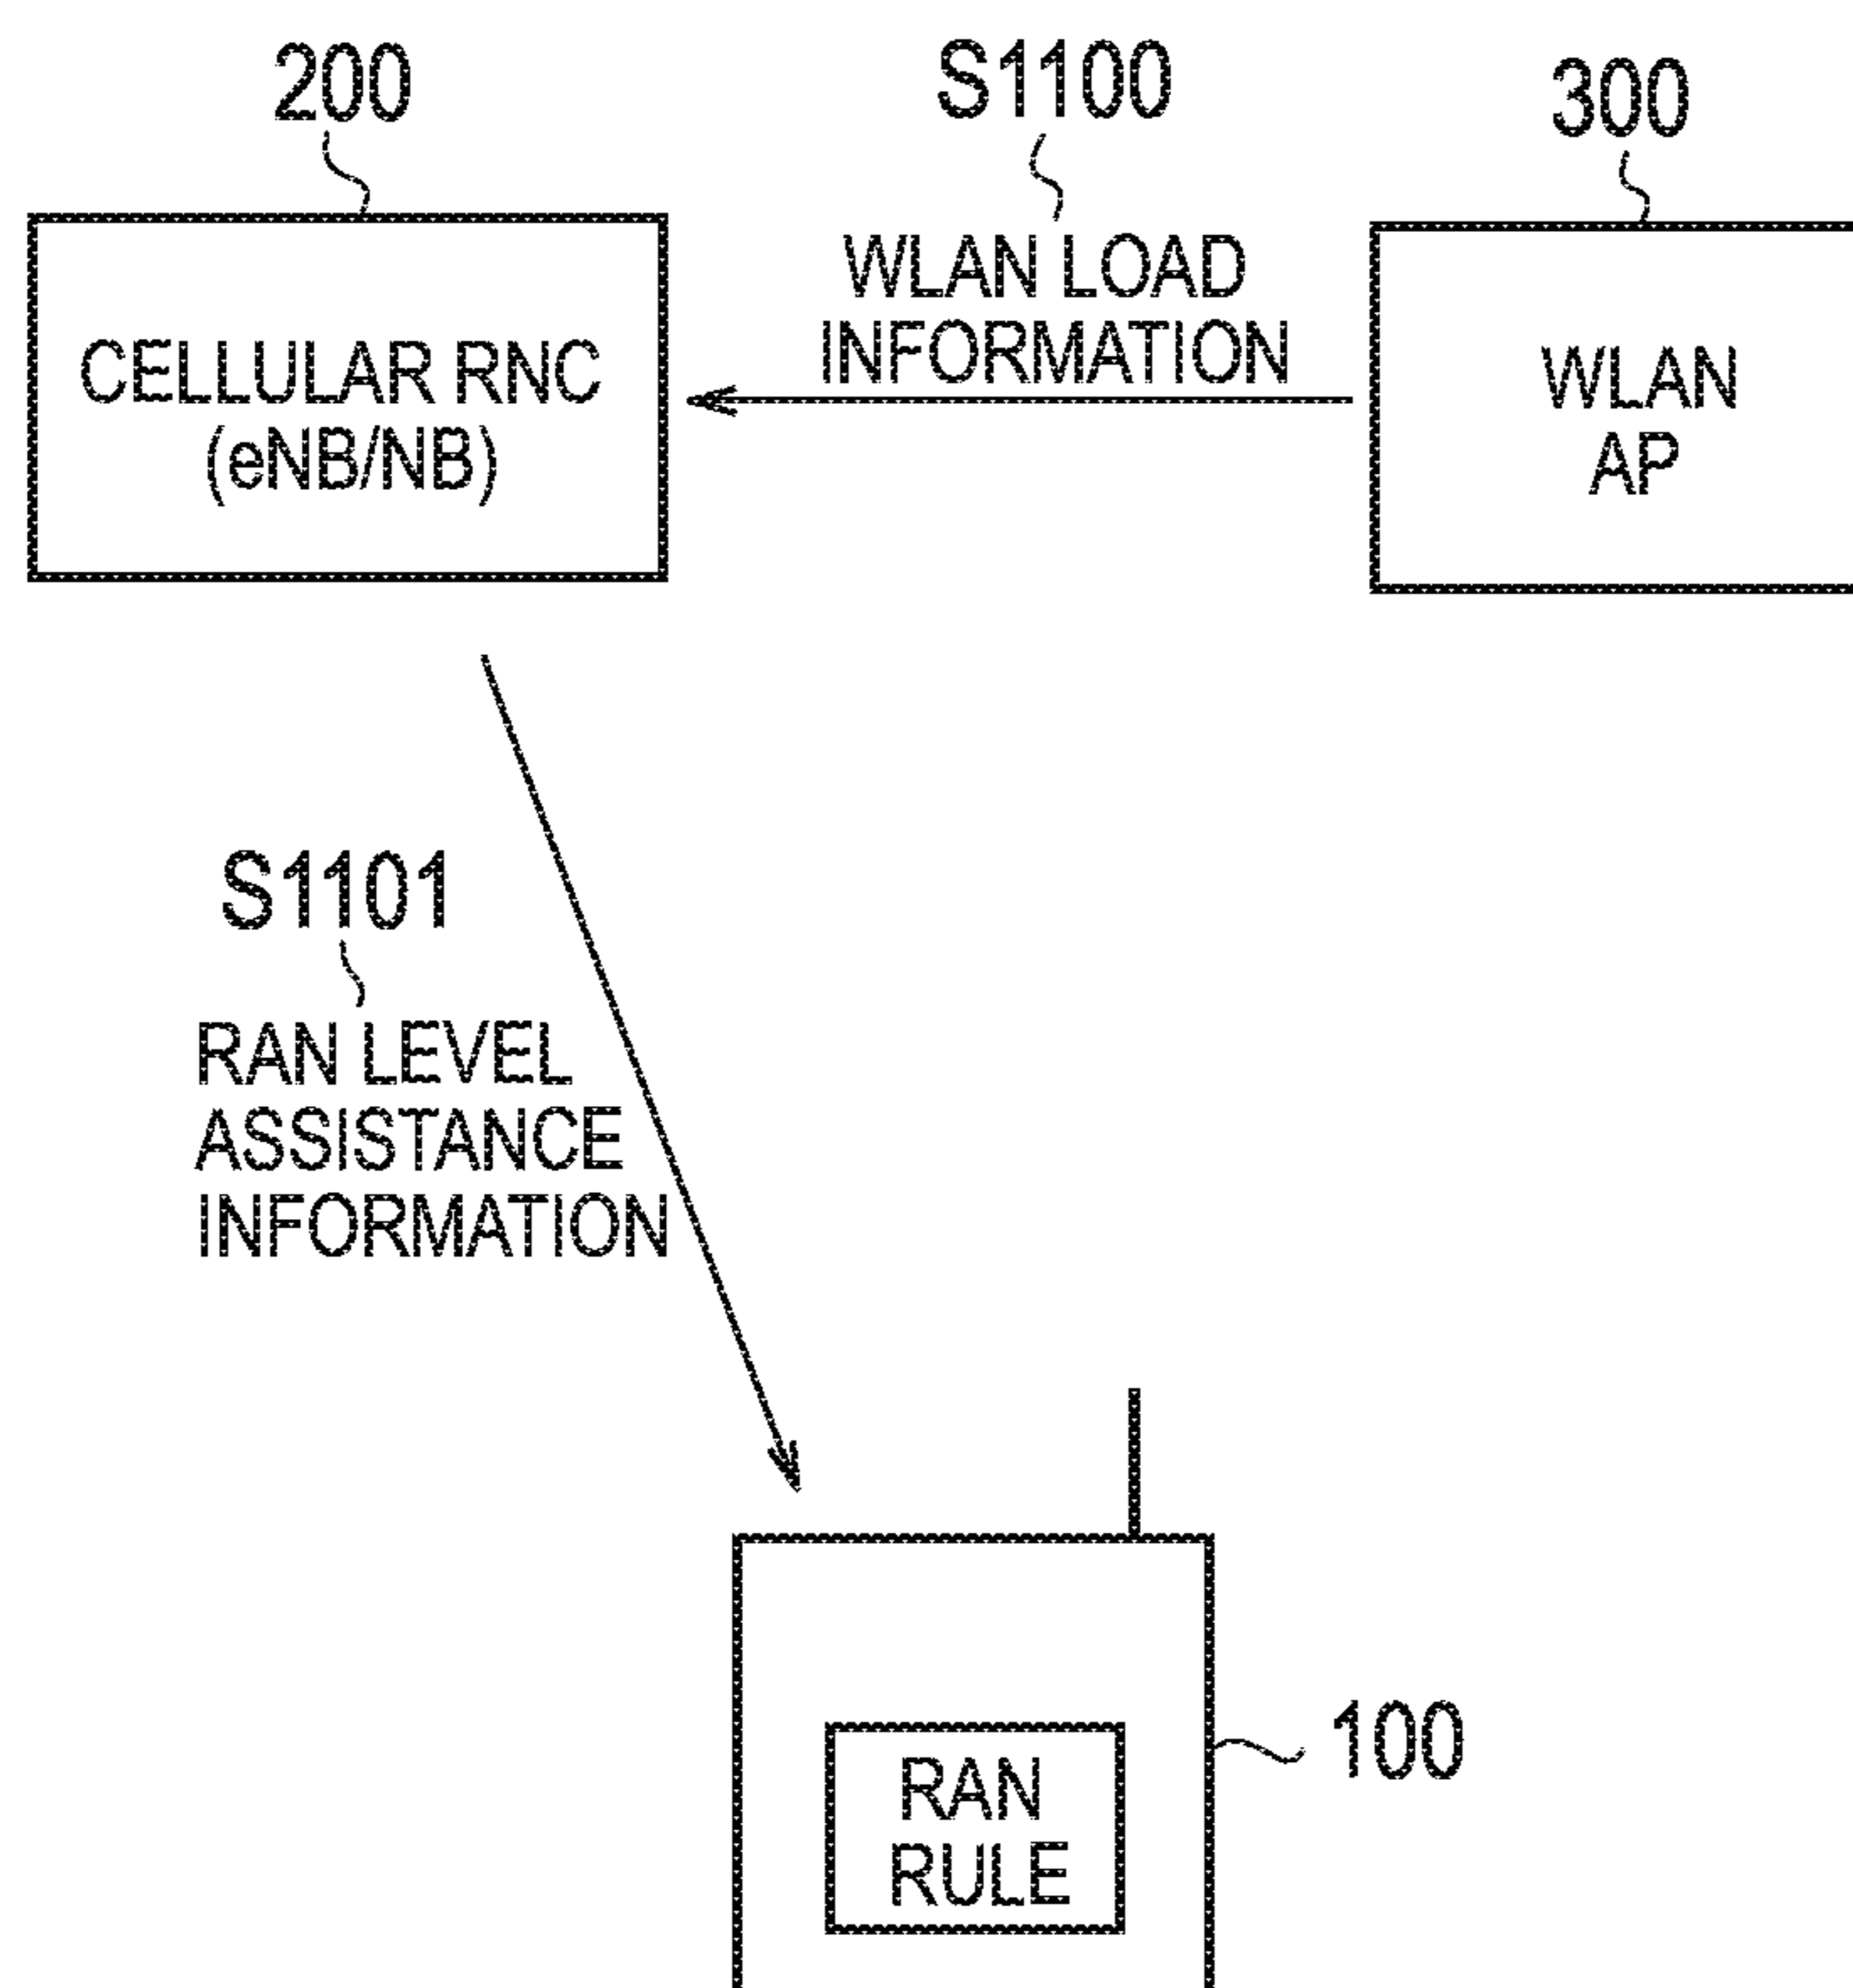 200
S1100
300
WLAN LOAD
INFORMATION
CELLULAR RNC
(eNB/NB)
WLAN
AP
S1101
RAN LEVEL
ASSISTANCE
INFORMATION
RAN
RULE
100